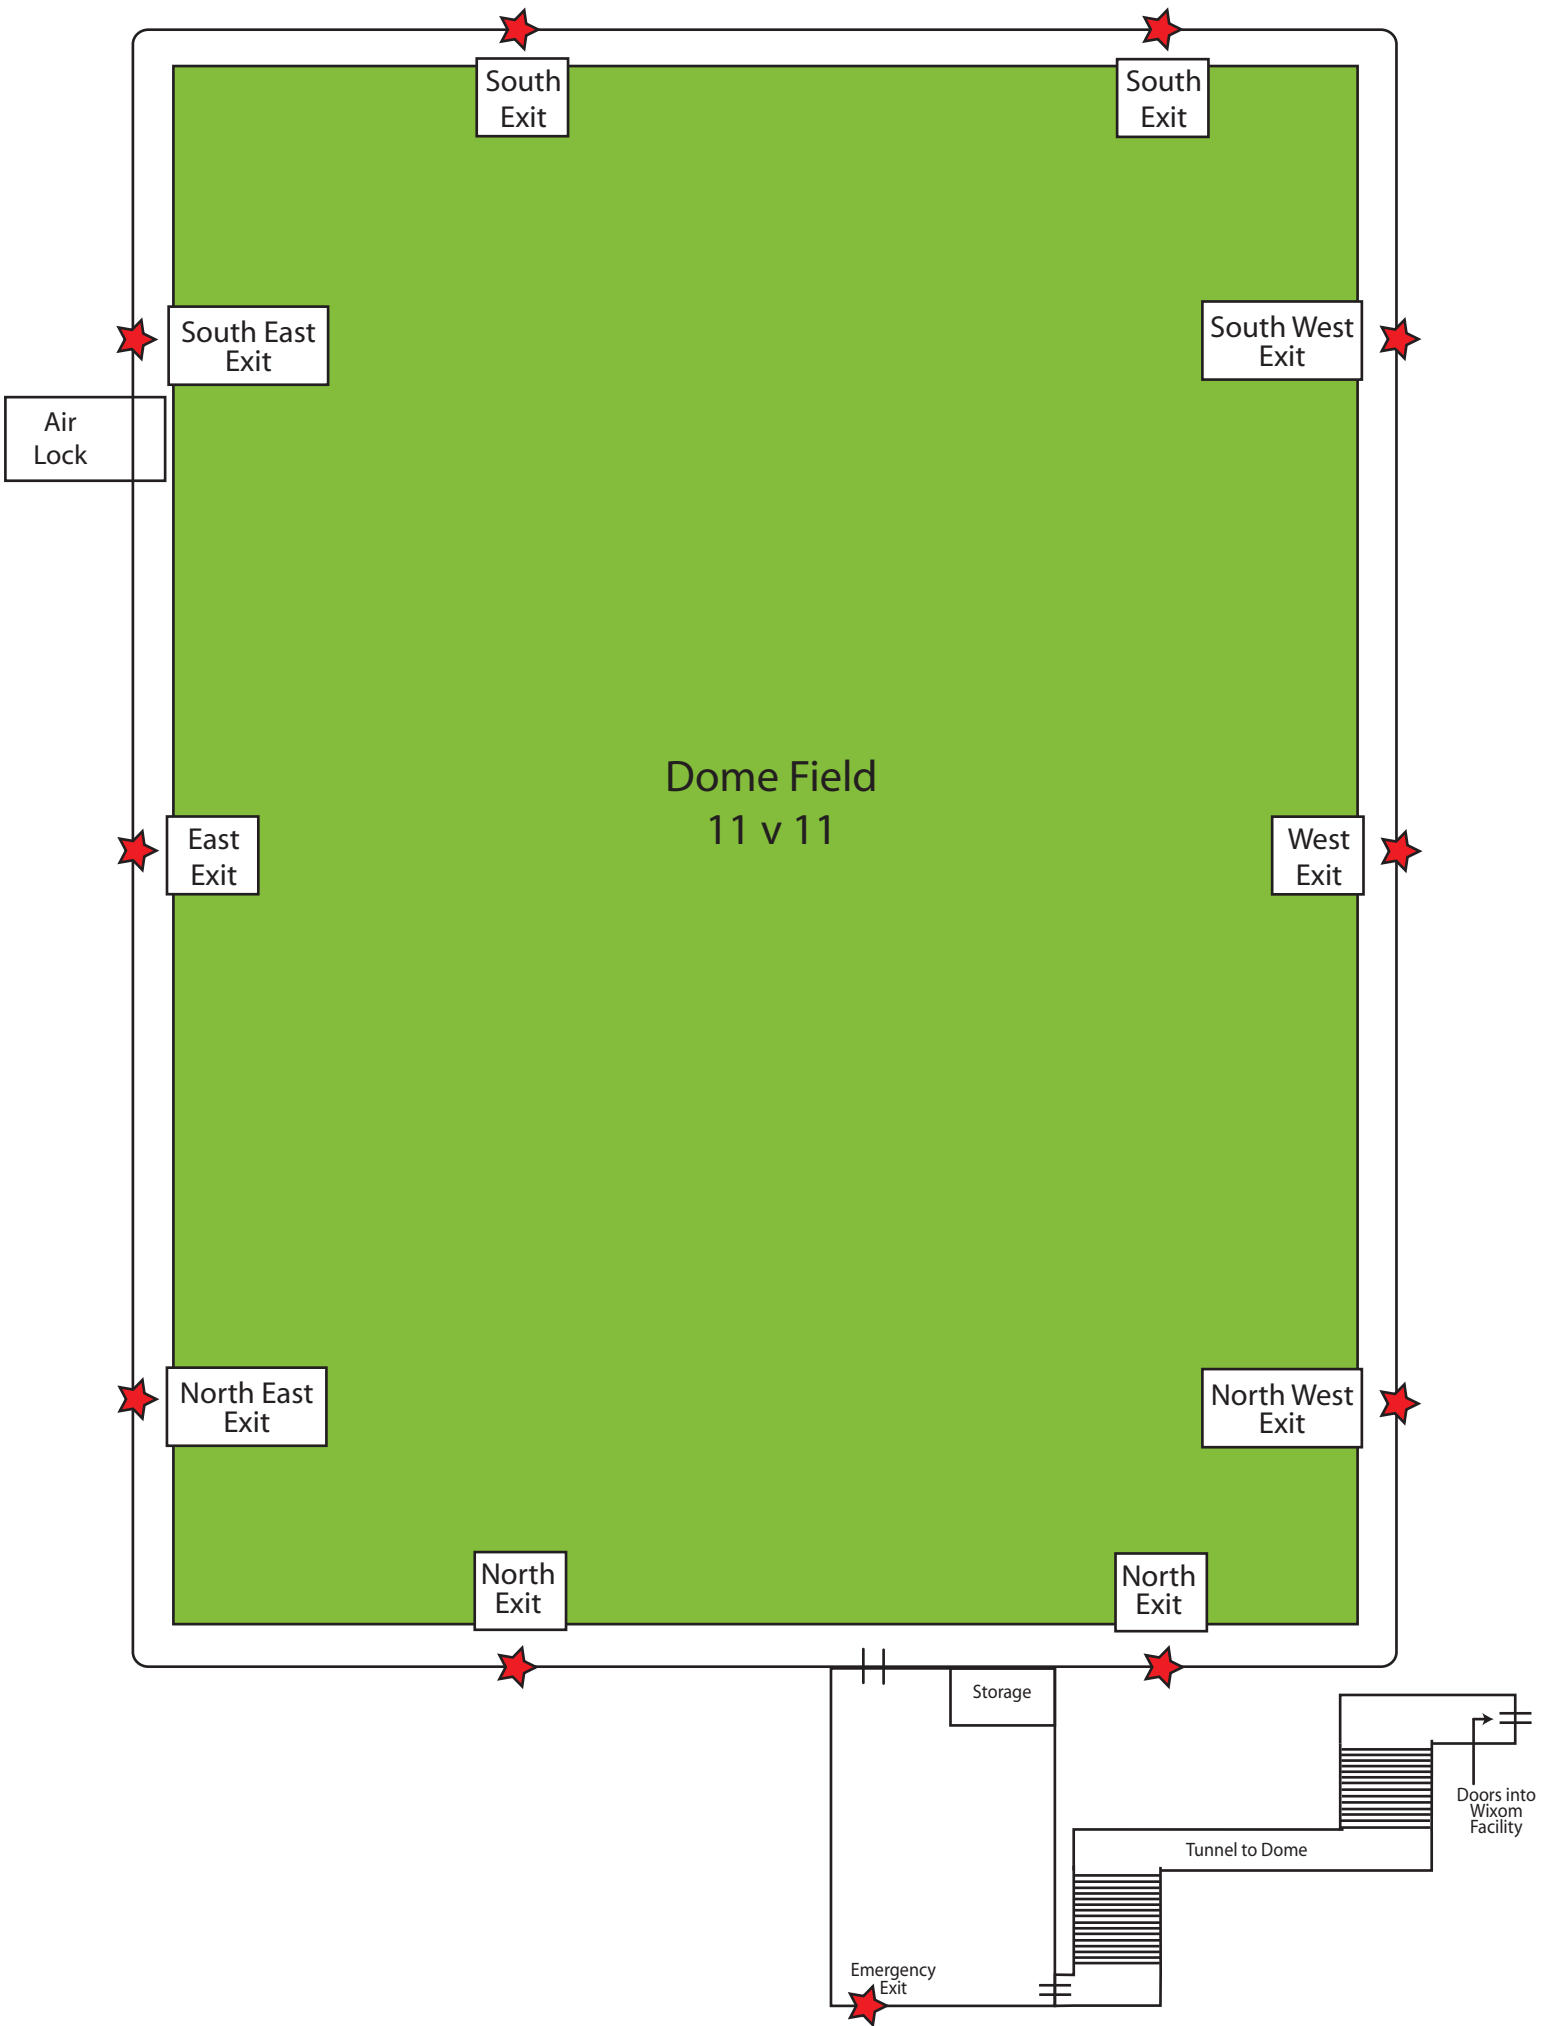 South
Exit
South
Exit
South East
Exit
South West
Exit
Air
Lock
Dome Field
11 v 11
East
Exit
West
Exit
North East
Exit
North West
Exit
North
Exit
North
Exit
Storage
Doors into
Wixom
Facility
Tunnel to Dome
Emergency
Exit